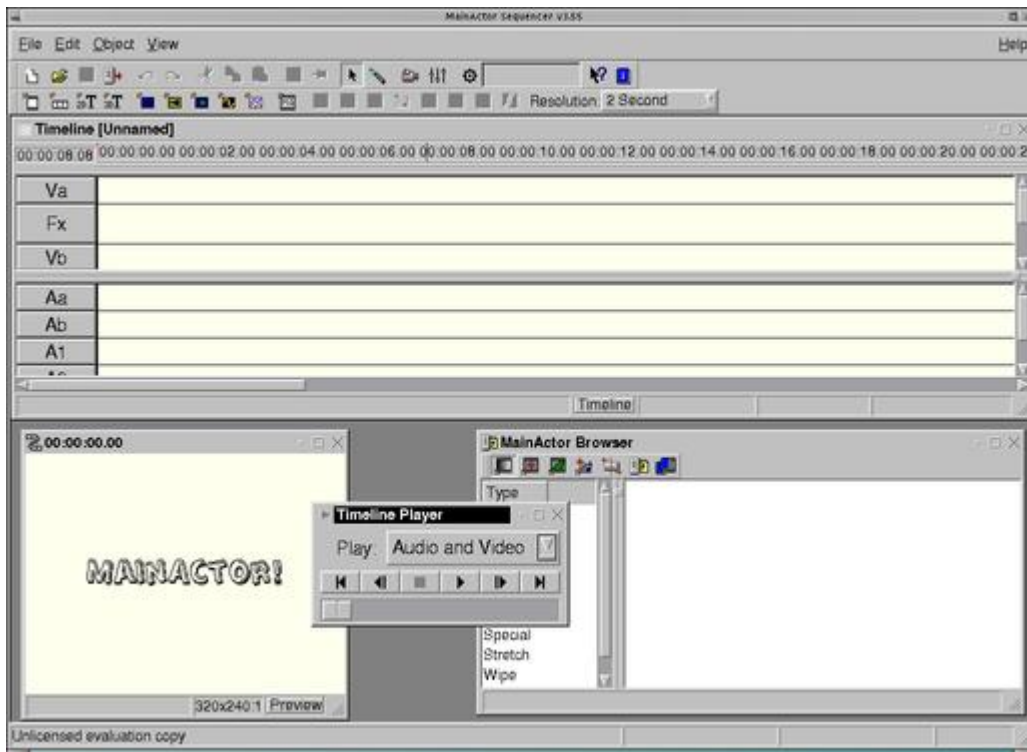 MainActor Sequencer v3.55
File Edit Object View Help
Resolution 2 Second
Timeline [Unnamed]
00:00:08:08 00:00:00.00 00:00:02.00 00:00:04.00 00:00:06.00 00:00:08.00 00:00:10.00 00:00:12.00 00:00:14.00 00:00:16.00 00:00:18.00 00:00:20.00 00:00:2
Va
Fx
Vb
Aa
Ab
A1
Timeline
00:00:00.00
MAINACTOR!
320x240:1 Preview
MainActor Browser
Type
Timeline Player
Play: Audio and Video
Special
Stretch
Wipe
Unlicensed evaluation copy